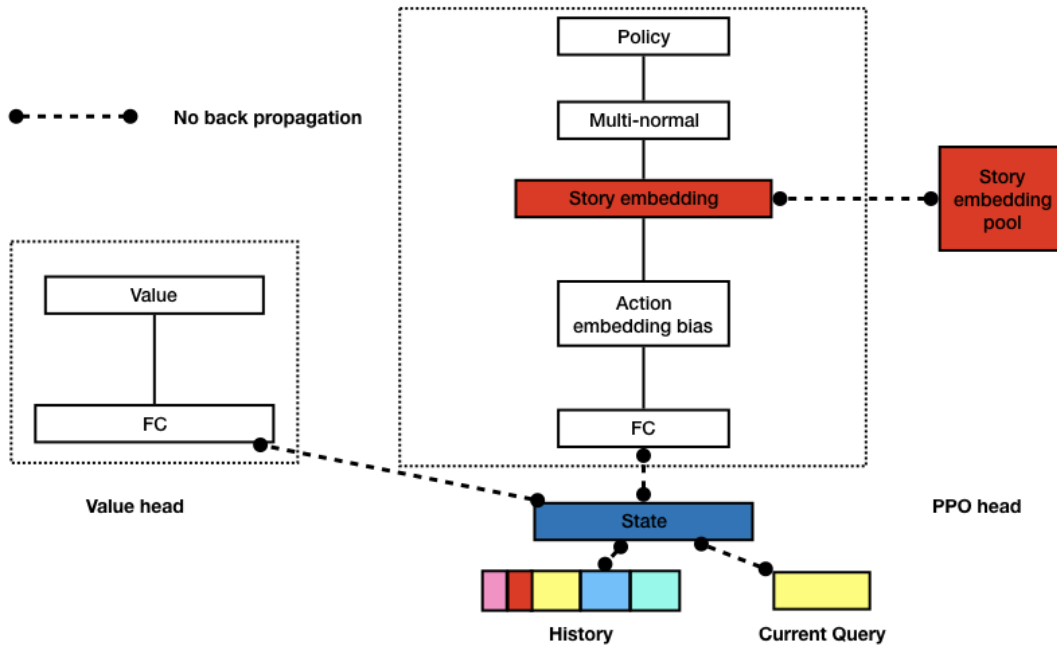 Policy
No back propagation
Multi-normal
Story embedding
Story
embedding
pool
Value
Action
embedding bias
FC
FC
Value head
State
PPO head
History
Current Query